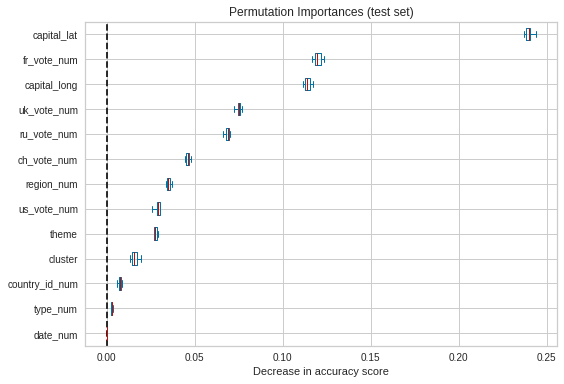 Permutation Importances (test set)
capital_lat
fr_vote_num
capital_long
uk_vote_num
ru_vote_num
ch_vote_num
region_num
us_vote_num
theme
cluster
country_id_num
type_num
date_num
0.00 0.05 0.10 0.15 0.20 0.25
Decrease in accuracy score